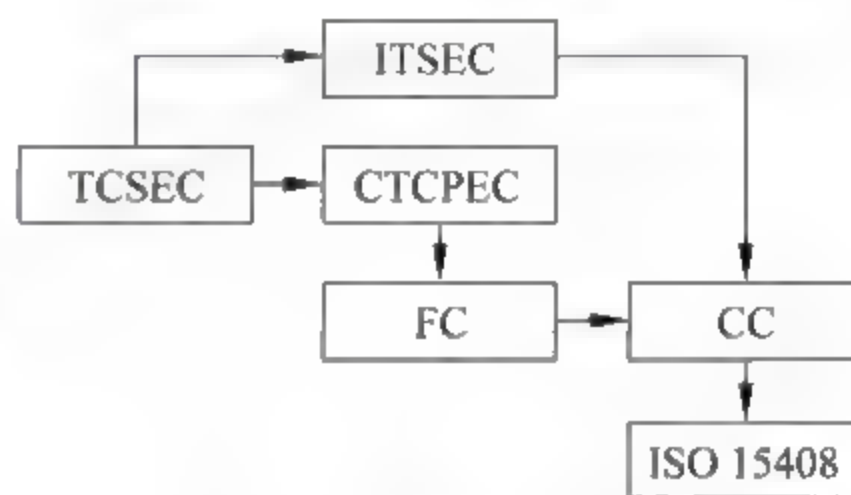 ITSEC
TCSEC
CTCPEC
FC
CC
ISO 15408